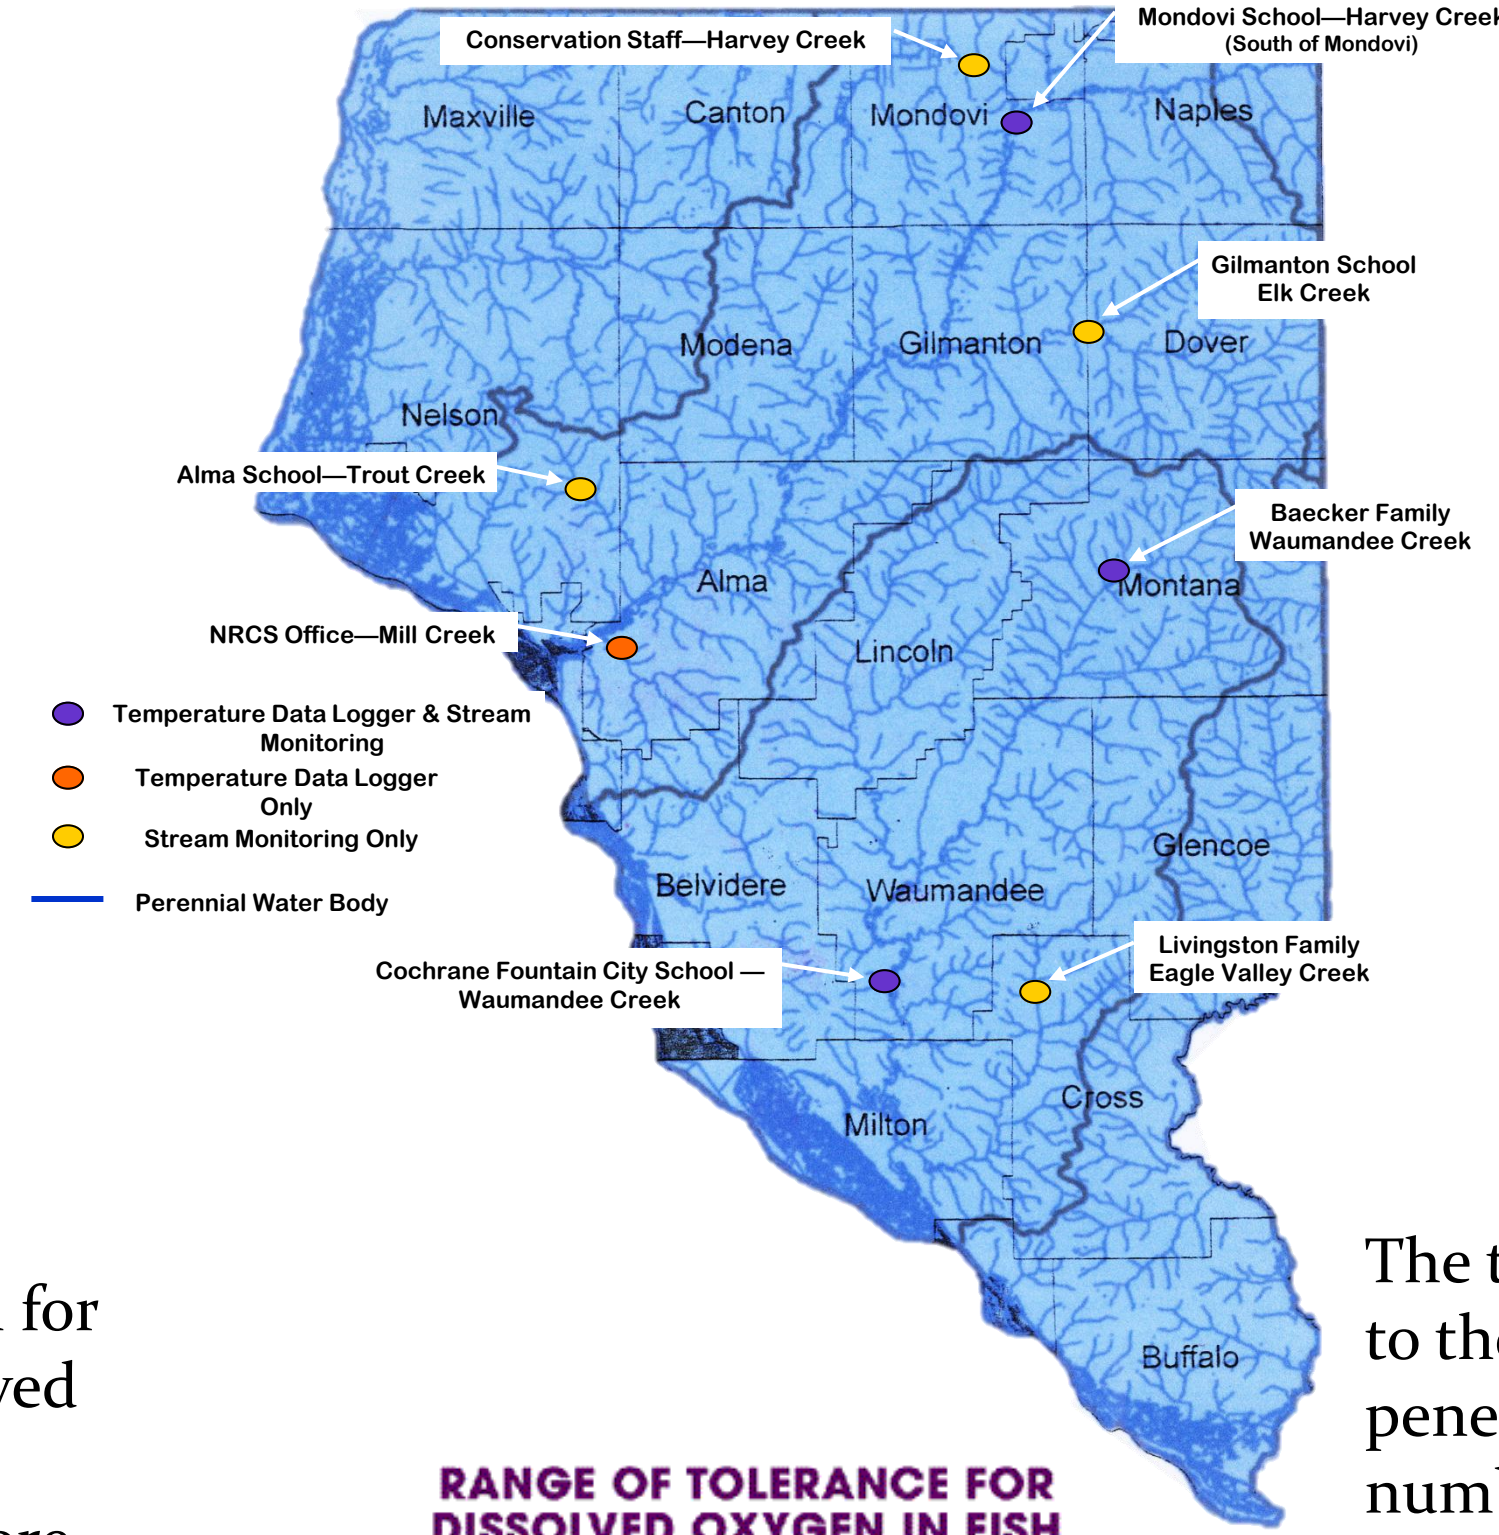 Conservation Staff—Harvey Creek
Mondovi School—Harvey Creek
(South of Mondovi)
Maxville
Canton
Mondovi
Naples
Gilmanton School
Elk Creek
Modena
Gilmanton
Dover
Nelson
Alma School—Trout Creek
Baecker Family
Waumandee Creek
Alma
Montana
NRCS Office—Mill Creek
Lincoln
Temperature Data Logger & Stream
Monitoring
Temperature Data Logger
Only
Stream Monitoring Only
Perennial Water Body
Glencoe
Belvidere
Waumandee
Livingston Family
Eagle Valley Creek
Cochrane Fountain City School —
Waumandee Creek
Cross
Milton
Buffalo
for
The
to
RANGE OF TOLERANCE FOR
DISSOLVED OXYGEN IN FISH